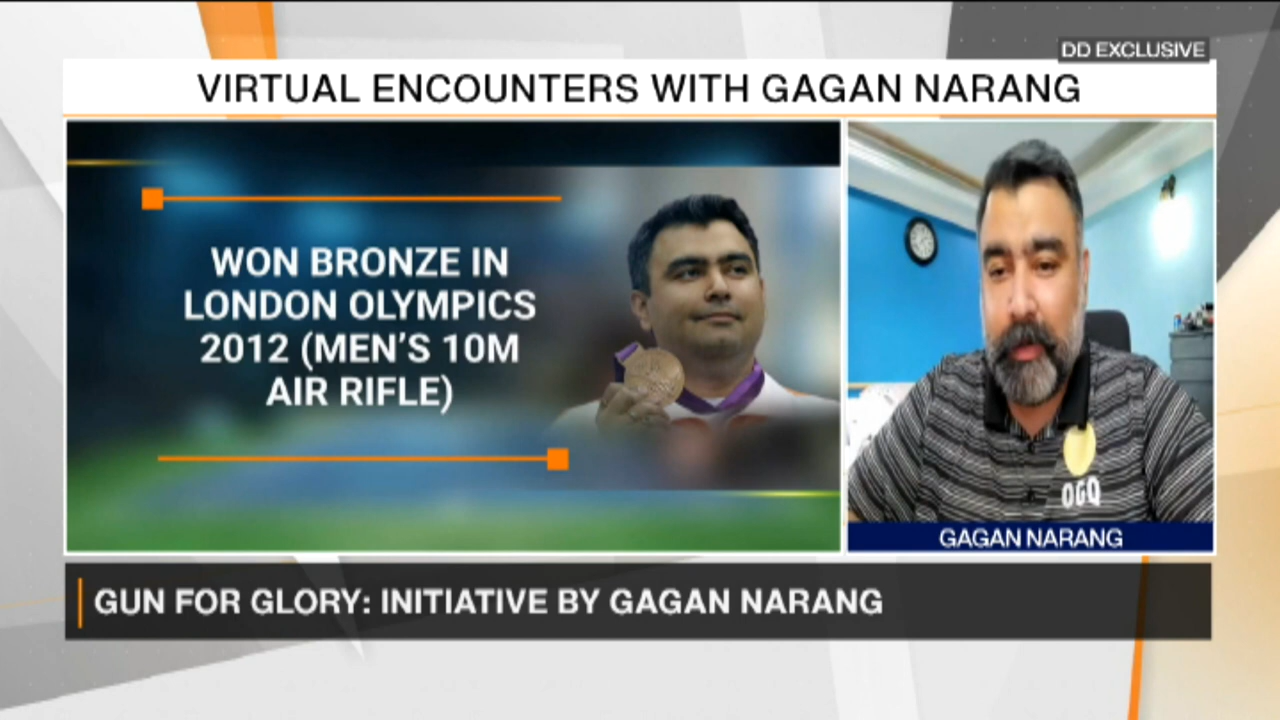 DD EXCLUSIVE
VIRTUAL ENCOUNTERS WITH GAGAN NARANG
WON BRONZE IN
LONDON OLYMPICS
2012 (MEN'S 10M
AIR RIFLE)
OGQ
GAGAN NARANG
GUN FOR GLORY: INITIATIVE BY GAGAN NARANG